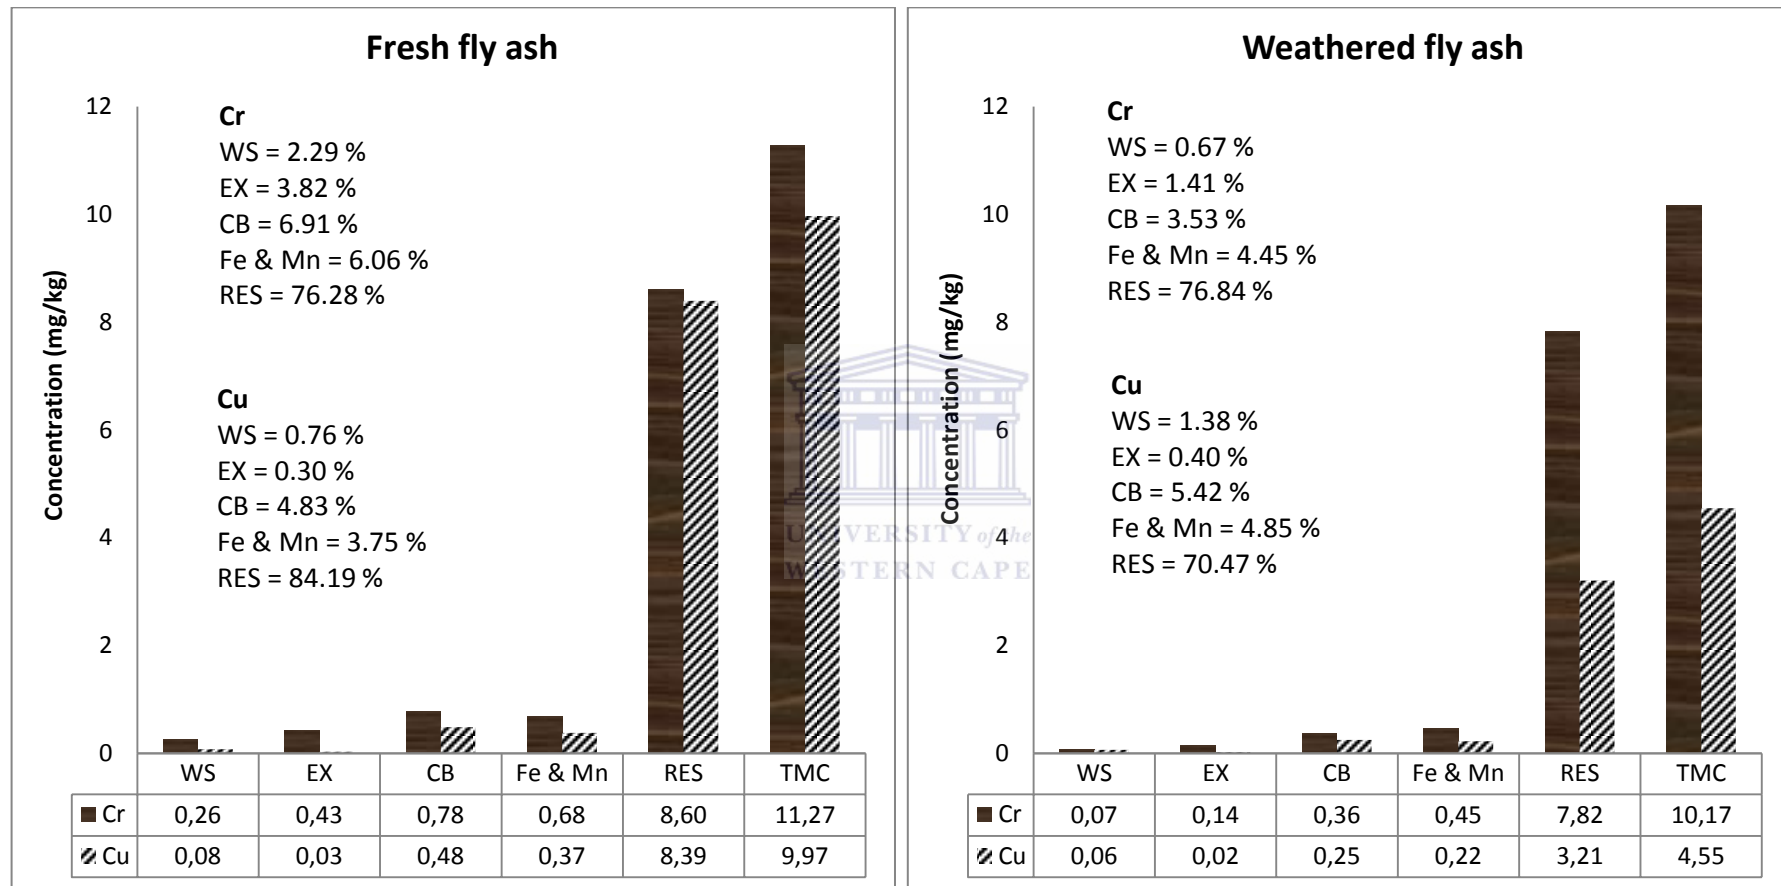 Fresh fly ash
Concentration (mg/kg)
12
10
8
6
4
2
0
Cr
WS = 2.29 %
EX = 3.82 %
CB = 6.91 %
Fe & Mn = 6.06 %
RES = 76.28 %
Cu
WS = 0.76 %
EX = 0.30 %
CB = 4.83 %
Fe & Mn = 3.75 %
RES = 84.19 %
WS EX CB Fe & Mn RES TMC
Cr 0,26 0,43 0,78 0,68 8,60 11,27
Cu 0,08 0,03 0,48 0,37 8,39 9,97
Weathered fly ash
Concentration (mg/kg)
12
10
8
6
4
2
0
Cr
WS = 0.67 %
EX = 1.41 %
CB = 3.53 %
Fe & Mn = 4.45 %
RES = 76.84 %
Cu
WS = 1.38 %
EX = 0.40 %
CB = 5.42 %
Fe & Mn = 4.85 %
RES = 70.47 %
WS EX CB Fe & Mn RES TMC
Cr 0,07 0,14 0,36 0,45 7,82 10,17
Cu 0,06 0,02 0,25 0,22 3,21 4,55
UNIVERSITY of the
WESTERN CAPE